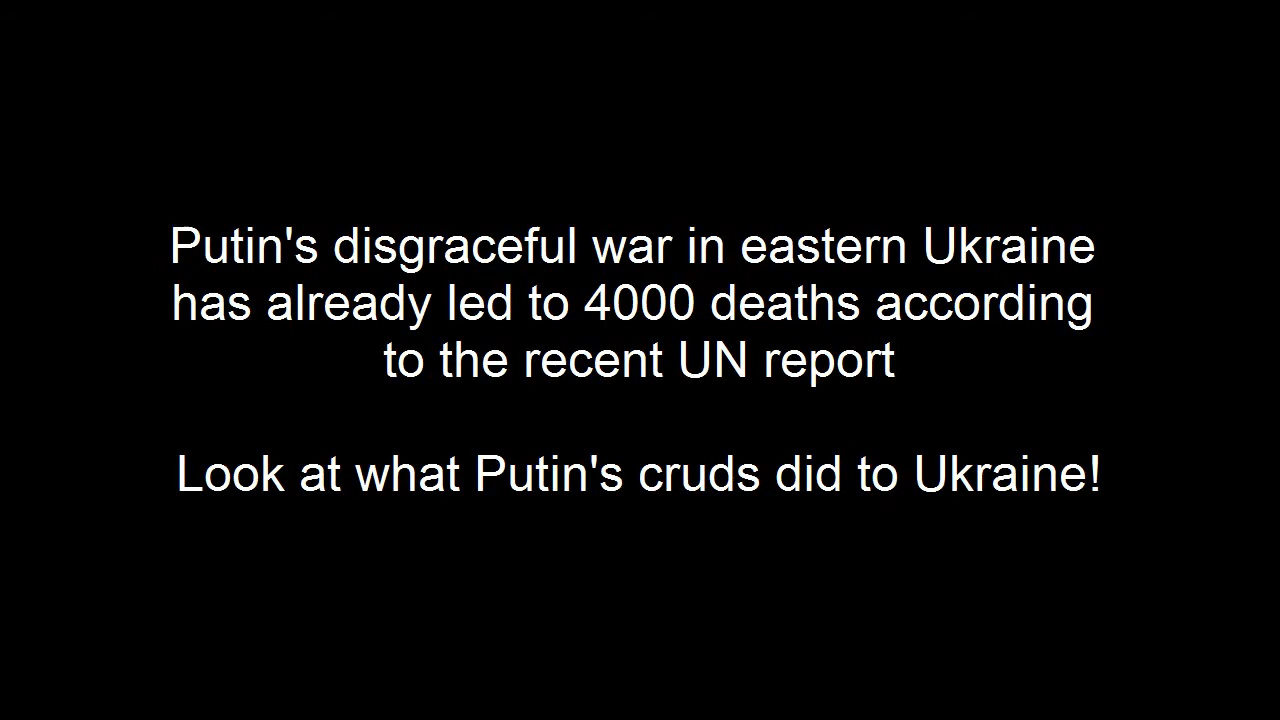 Putin's disgraceful war in eastern Ukraine
has already led to 4000 deaths according
to the recent UN report
Look at what Putin's cruds did to Ukraine!